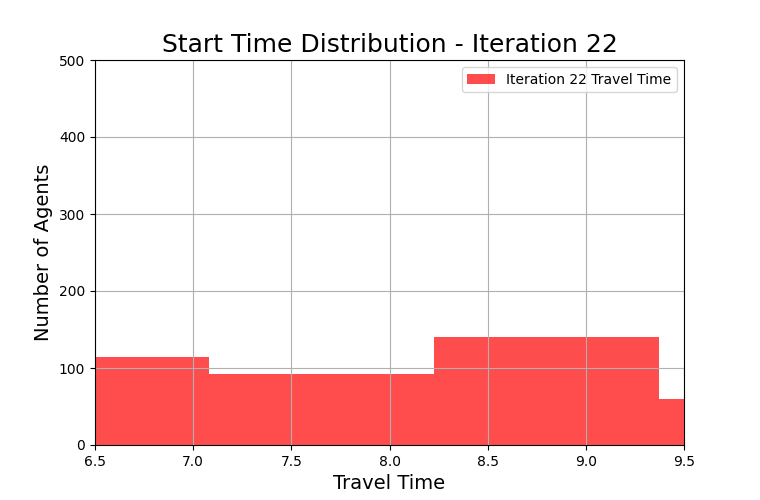 Start Time Distribution - Iteration 22
Iteration 22 Travel Time
500
400
300
200
100
0
Number of Agents
6.5 7.0 7.5 8.0 8.5 9.0 9.5
Travel Time